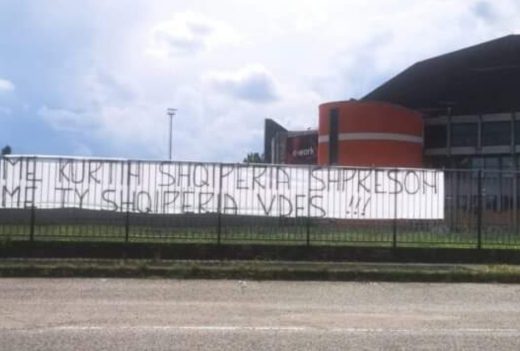 ME KURTIN SHQIPERIA SHPRESON
ME TY SHQIPERIA VDES !!!